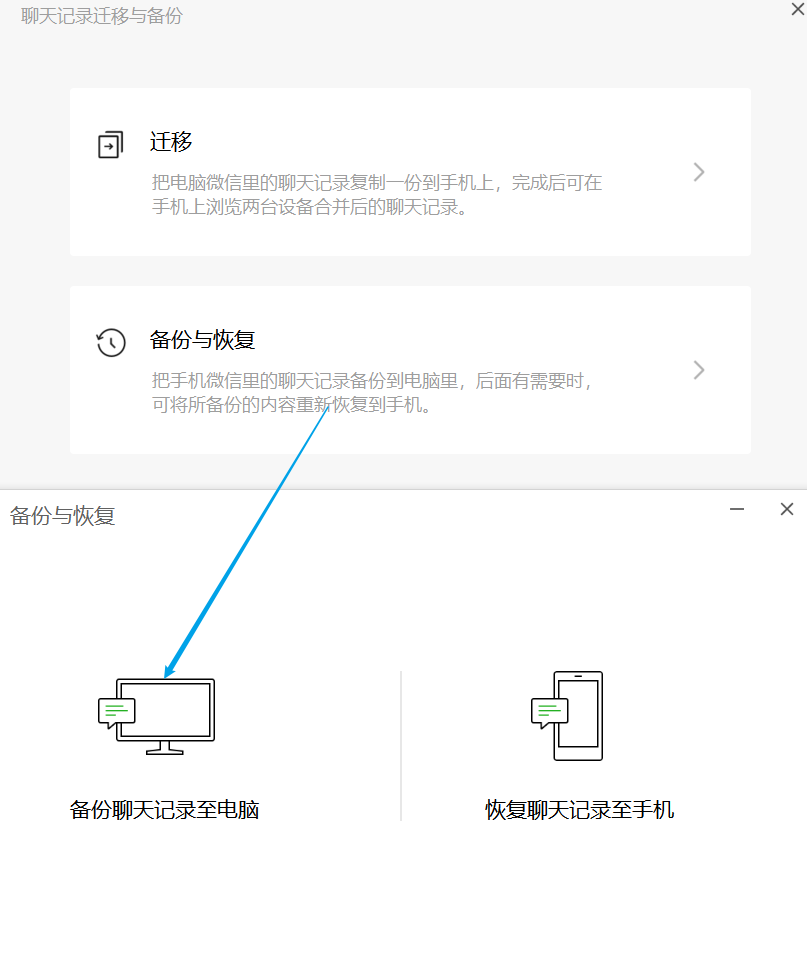 聊天记录迁移与备份
迁移
把电脑微信里的聊天记录复制一份到手机上，完成后可在
手机上浏览两台设备合并后的聊天记录。
备份与恢复
把手机微信里的聊天记录备份到电脑里，后面有需要时，
可将所备份的内容重新恢复到手机。
备份与恢复
备份聊天记录至电脑
恢复聊天记录至手机